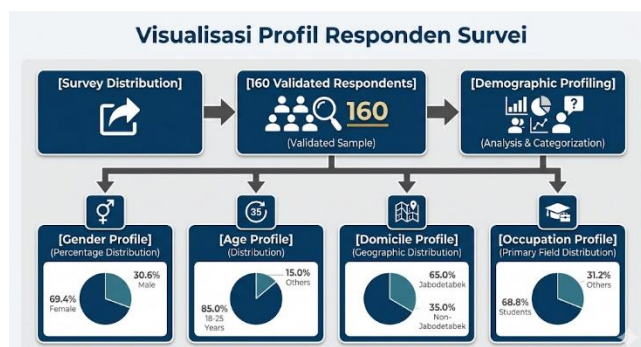 Visualisasi Profil Responden Survei
[Survey Distribution]
[160 Validated Respondents]
160
(Validated Sample)
[Demographic Profiling]
?
(Analysis & Categorization)
[Gender Profile]
(Percentage Distribution)
30.6%
Male
69.4%
Female
35
[Age Profile]
(Distribution)
15.0%
Others
85.0%
18-25
Years
[Domicile Profile]
(Geographic Distribution)
65.0%
Jabodetabek
35.0%
Non-
Jabodetabek
[Occupation Profile]
(Primary Field Distribution)
31.2%
Others
68.8%
Students